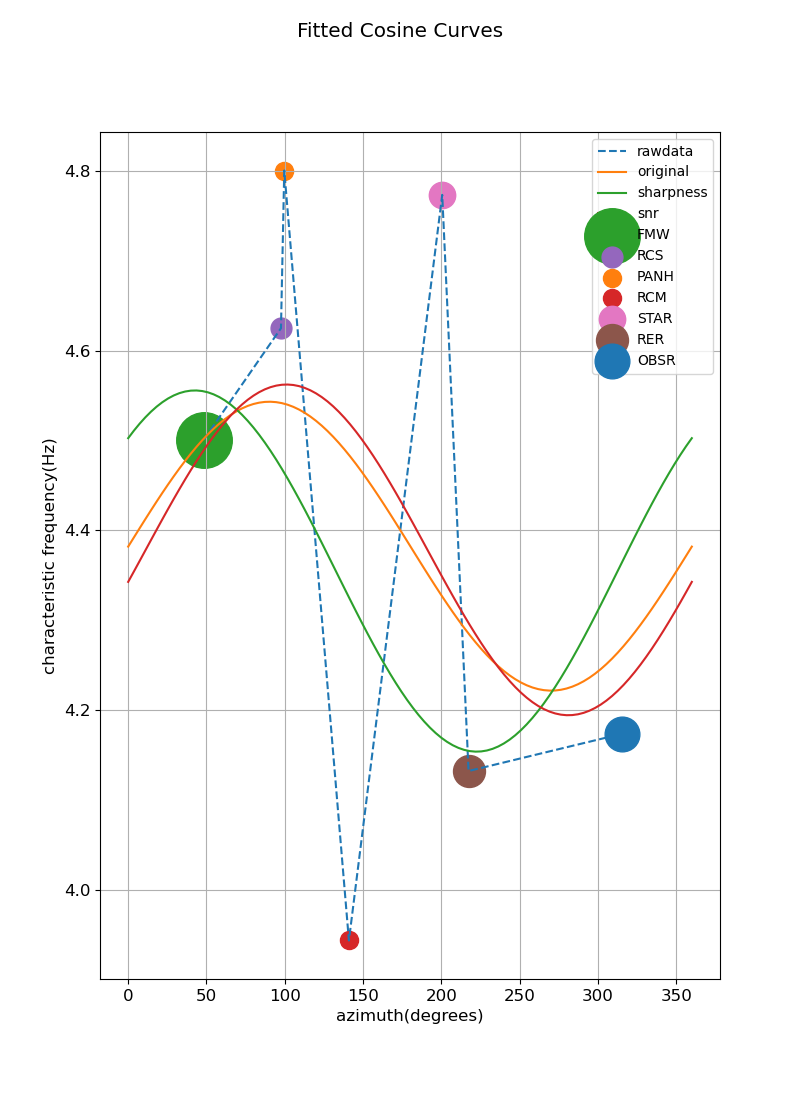 Fitted Cosine Curves
rawdata
original
sharpness
snr
FMW
RCS
PANH
RCM
STAR
RER
OBSR
characteristic frequency(Hz)
4.8
4.6
4.4
4.2
4.0
0 50 100 150 200 250 300 350
azimuth(degrees)